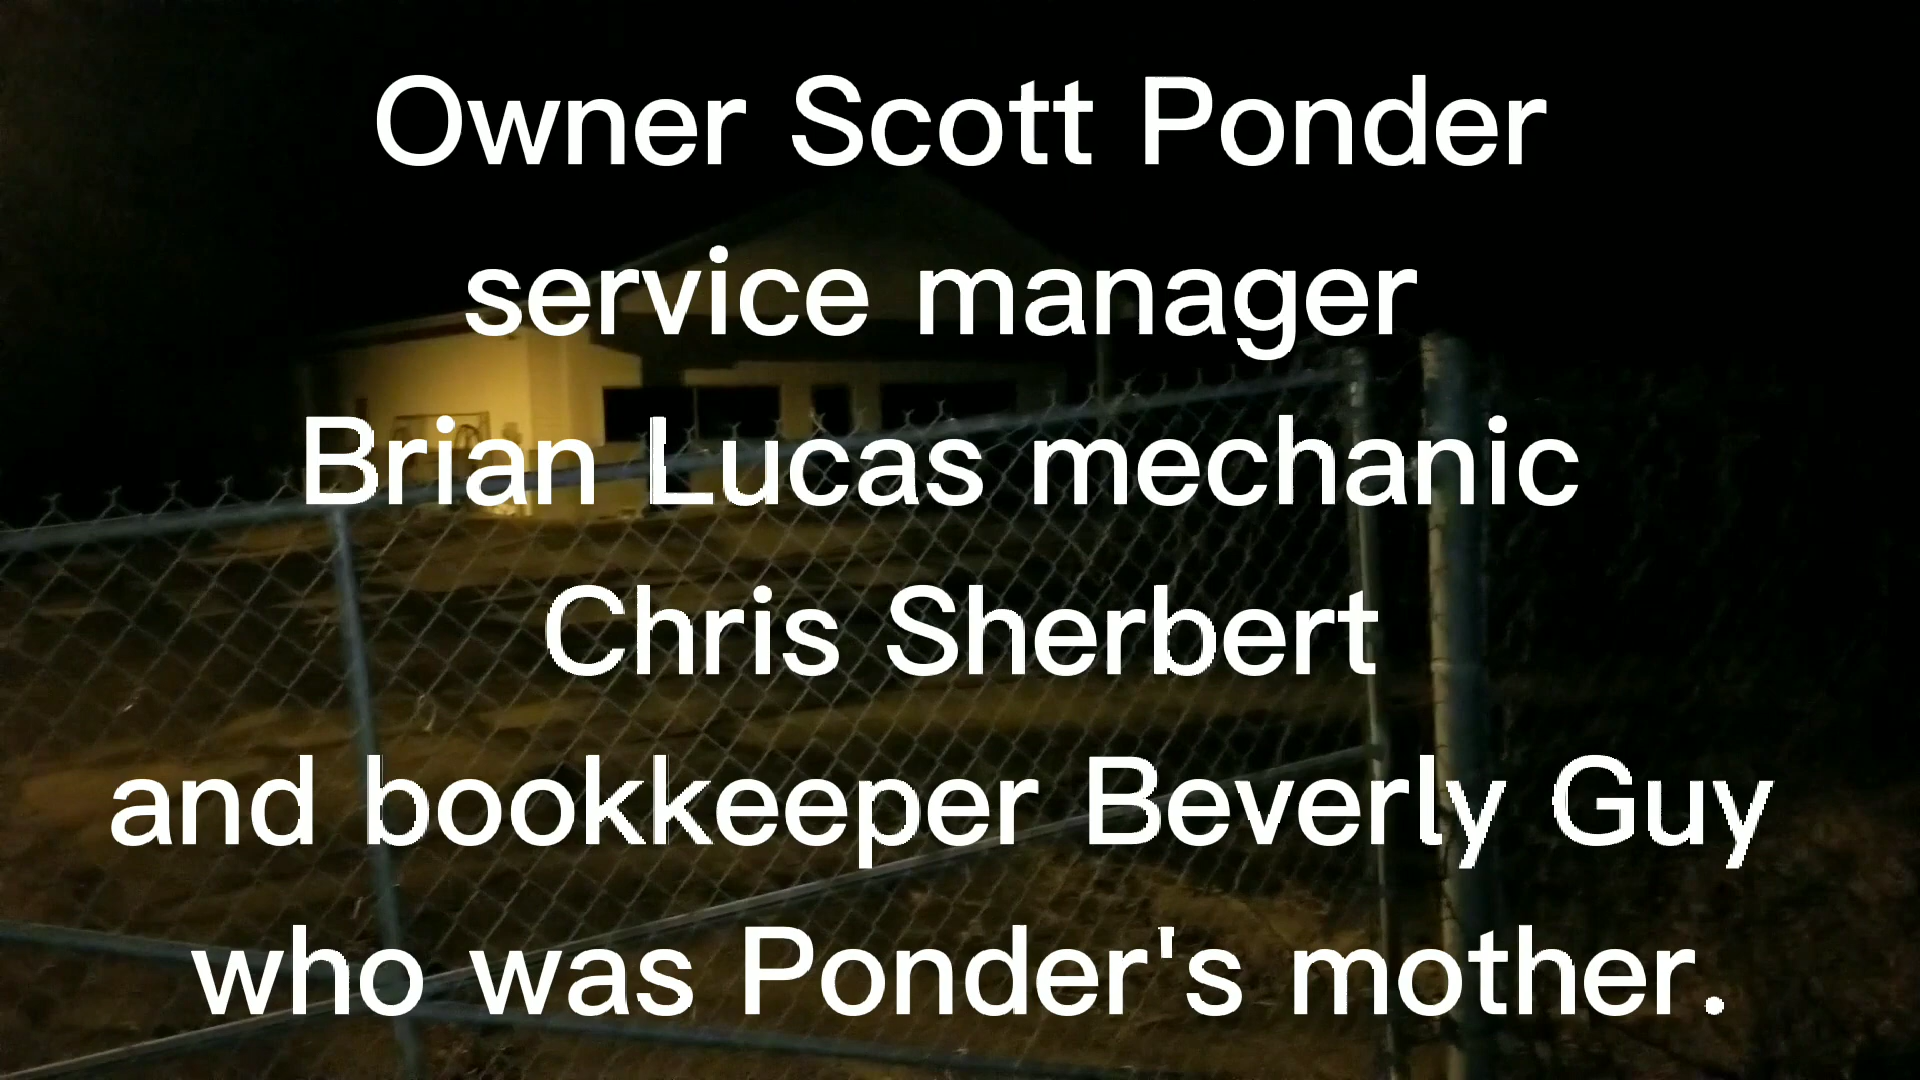 Owner Scott Ponder
service manager
Brian Lucas mechanic
Chris Sherbert
and bookkeeper Beverly Guy
who was Ponder's mother.